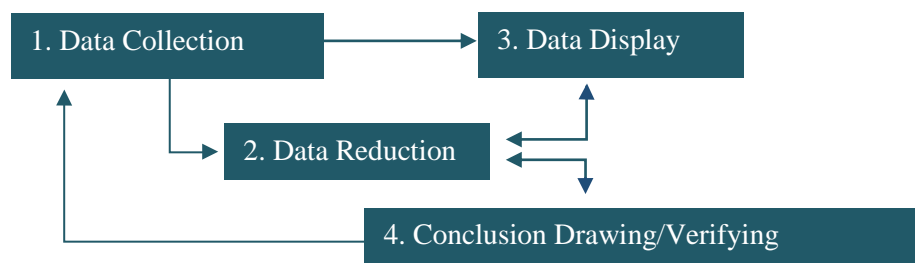 1. Data Collection
3. Data Display
2. Data Reduction
4. Conclusion Drawing/Verifying